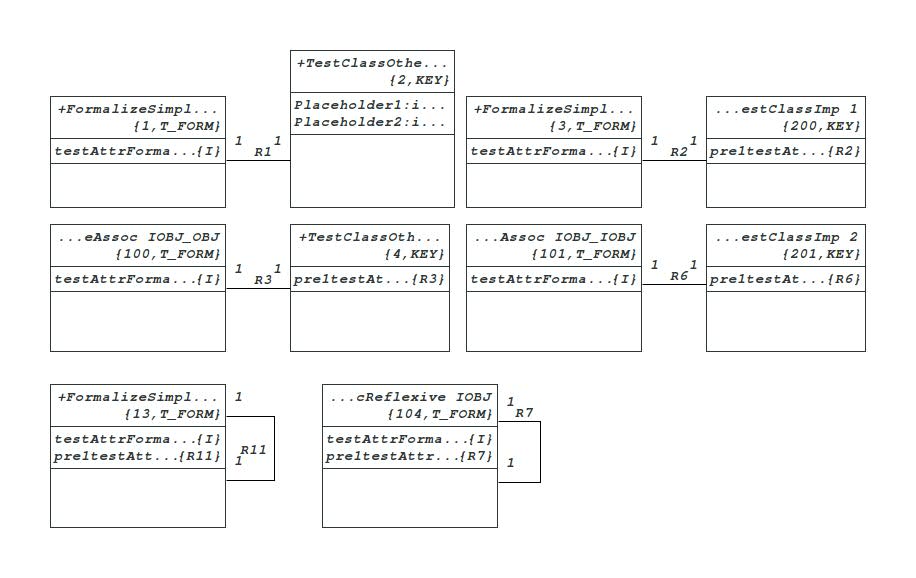 +FormalizeSimpl...
{1,T_FORM}
testAttrForma...{I}
1 1
R1
+TestClassOthe...
{2,KEY}
Placeholder1:i...
Placeholder2:i...
+FormalizeSimpl...
{3,T_FORM}
testAttrForma...{I}
1 1
R2
...estClassImp 1
{200,KEY}
pre1testAt...{R2}
...eAssoc IOBJ_OBJ
{100,T_FORM}
testAttrForma...{I}
1 1
R3
+TestClassOth...
{4,KEY}
pre1testAt...{R3}
...Assoc IOBJ_IOBJ
{101,T_FORM}
testAttrForma...{I}
1 1
R6
...estClassImp 2
{201,KEY}
pre1testAt...{R6}
+FormalizeSimpl...
{13,T_FORM}
testAttrForma...{I}
pre1testAtt...{R11}
1
R11
1
...cReflexive IOBJ
{104,T_FORM}
testAttrForma...{I}
pre1testAttr...{R7}
1
R7
1